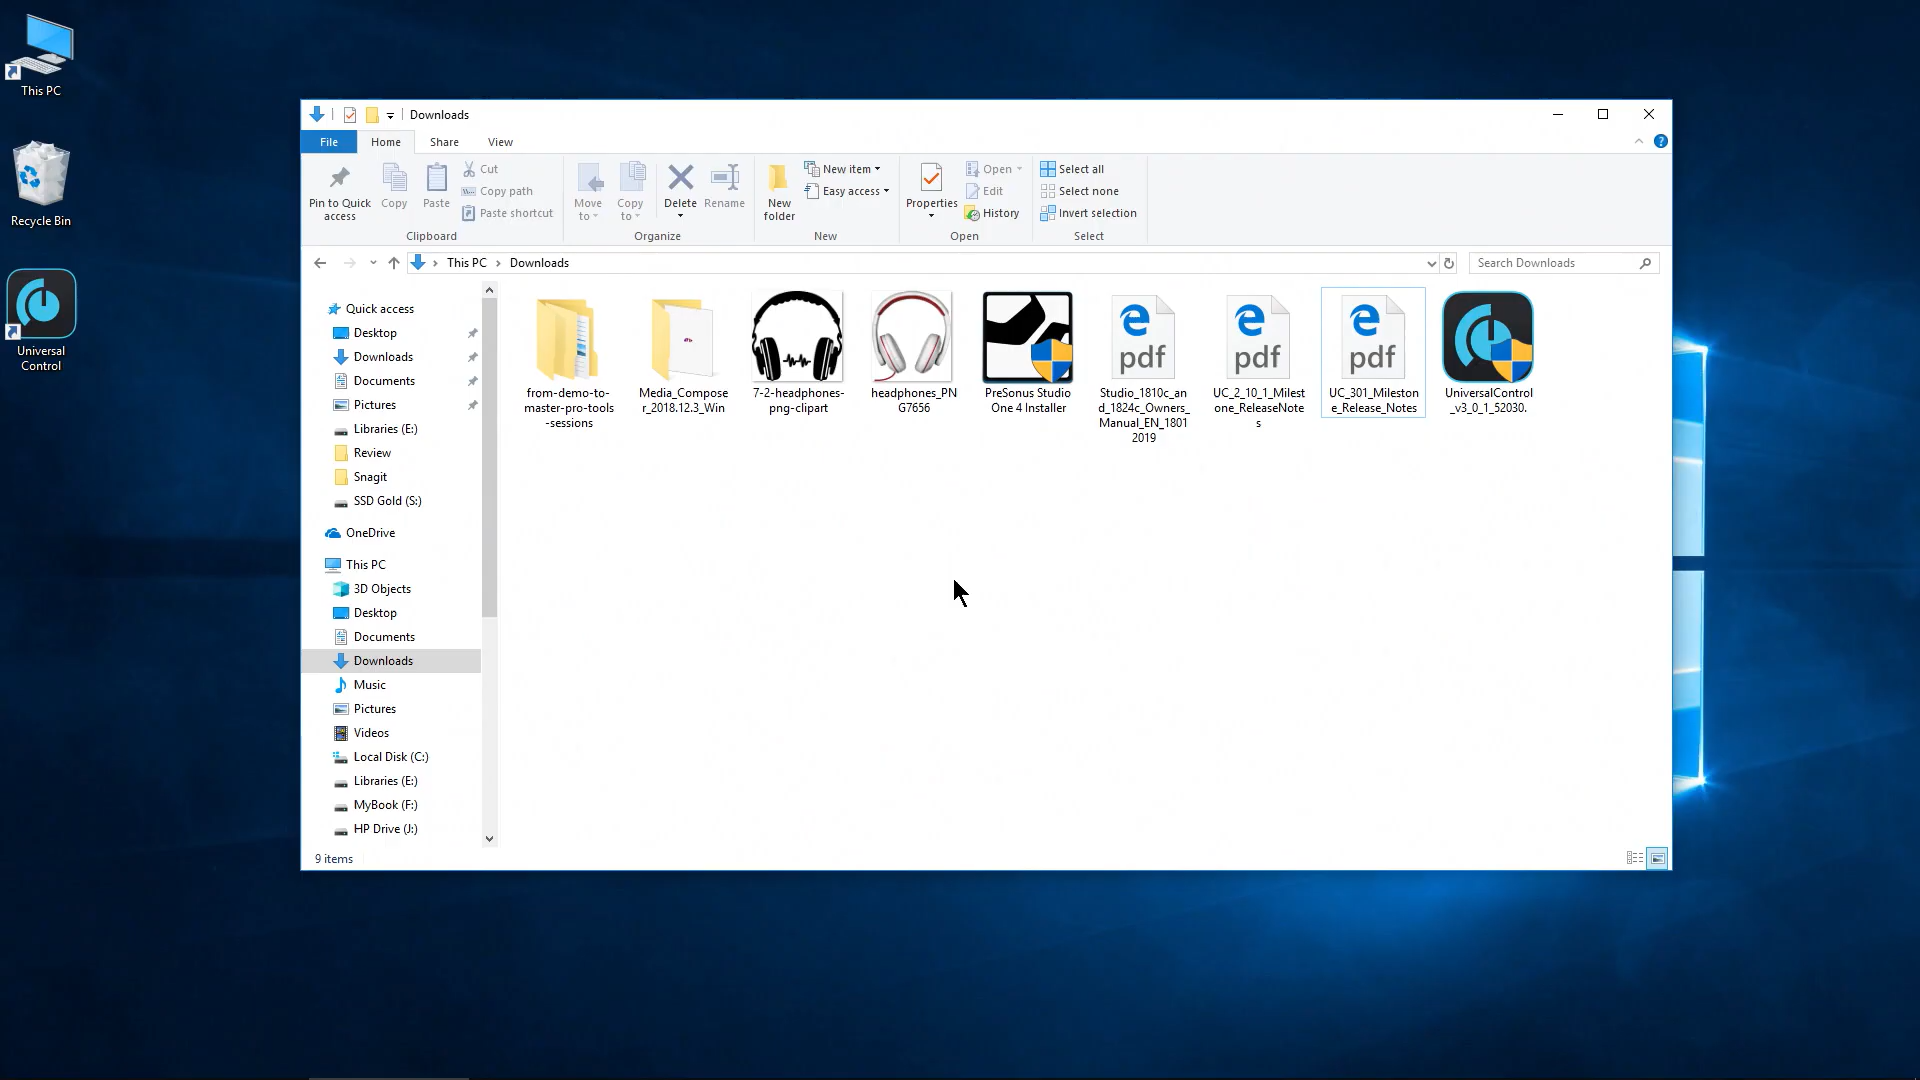 This PC
Recycle Bin
Universal
Control
Downloads
File
Home
Share
View
Pin to Quick
access
Copy
Paste
Cut
Copy path
Paste shortcut
Clipboard
Move
to
Copy
to
Delete
Rename
Organize
New
folder
New item
Easy access
New
Properties
Open
Edit
History
Open
Select all
Select none
Invert selection
Select
This PC
Downloads
Search Downloads
Quick access
Desktop
Downloads
Documents
Pictures
Libraries (E:)
Review
Snagit
SSD Gold (S:)
OneDrive
This PC
3D Objects
Desktop
Documents
Downloads
Music
Pictures
Videos
Local Disk (C:)
Libraries (E:)
MyBook (F:)
HP Drive (J:)
from-demo-to-
master-pro-tools
-sessions
Media_Compose
r_2018.12.3_Win
7-2-headphones-
png-clipart
headphones_PN
G7656
PreSonus Studio
One 4 Installer
pdf
Studio_1810c_an
d_1824c_Owners_
Manual_EN_1801
2019
pdf
UC_2_10_1_Milest
one_ReleaseNote
s
pdf
UC_301_Mileston
e_Release_Notes
UniversalControl
_v3_0_1_52030.
9 items